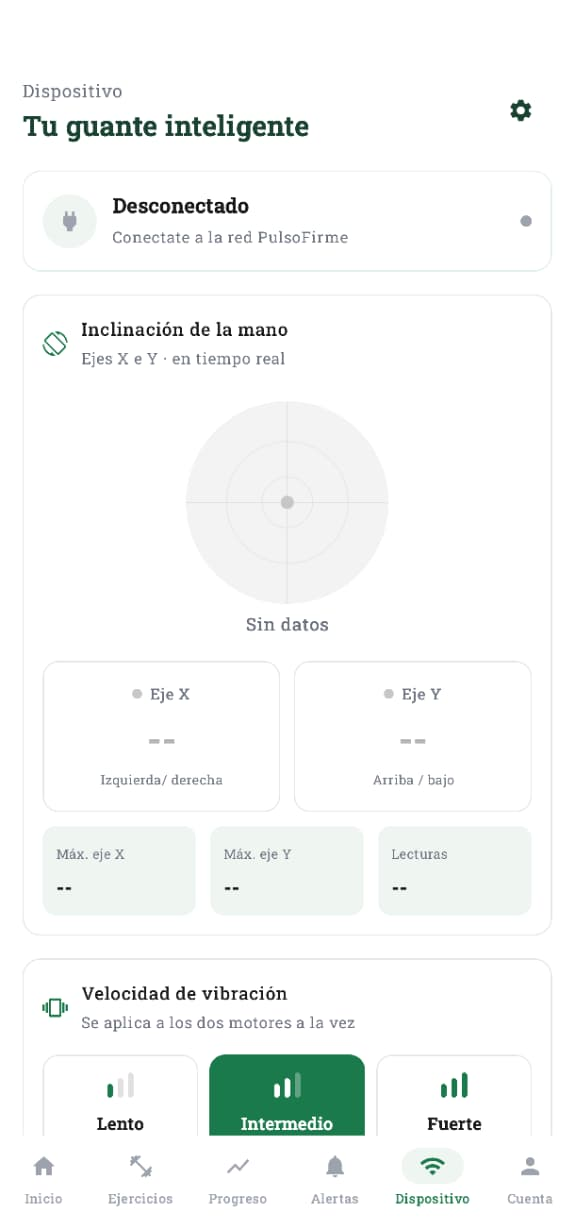 Dispositivo
Tu guante inteligente
Desconectado
Conectate a la red PulsoFirme
Inclinación de la mano
Ejes X e Y · en tiempo real
Sin datos
Eje X
--
Izquierda/ derecha
Eje Y
--
Arriba / bajo
Máx. eje X
--
Máx. eje Y
--
Lecturas
--
Velocidad de vibración
Se aplica a los dos motores a la vez
Lento
Intermedio
Fuerte
Inicio
Ejercicios
Progreso
Alertas
Dispositivo
Cuenta